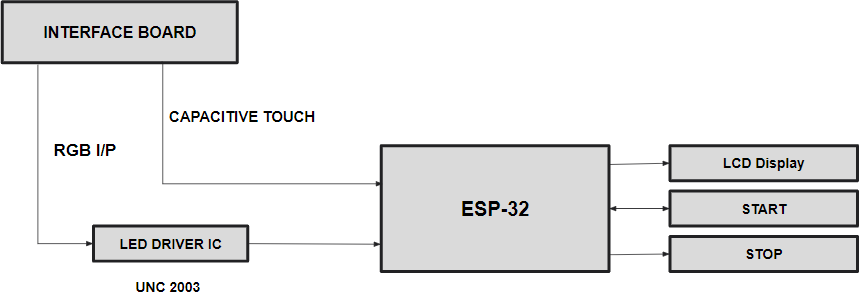 INTERFACE BOARD
CAPACITIVE TOUCH
RGB I/P
ESP-32
LCD Display
START
LED DRIVER IC
STOP
UNC 2003